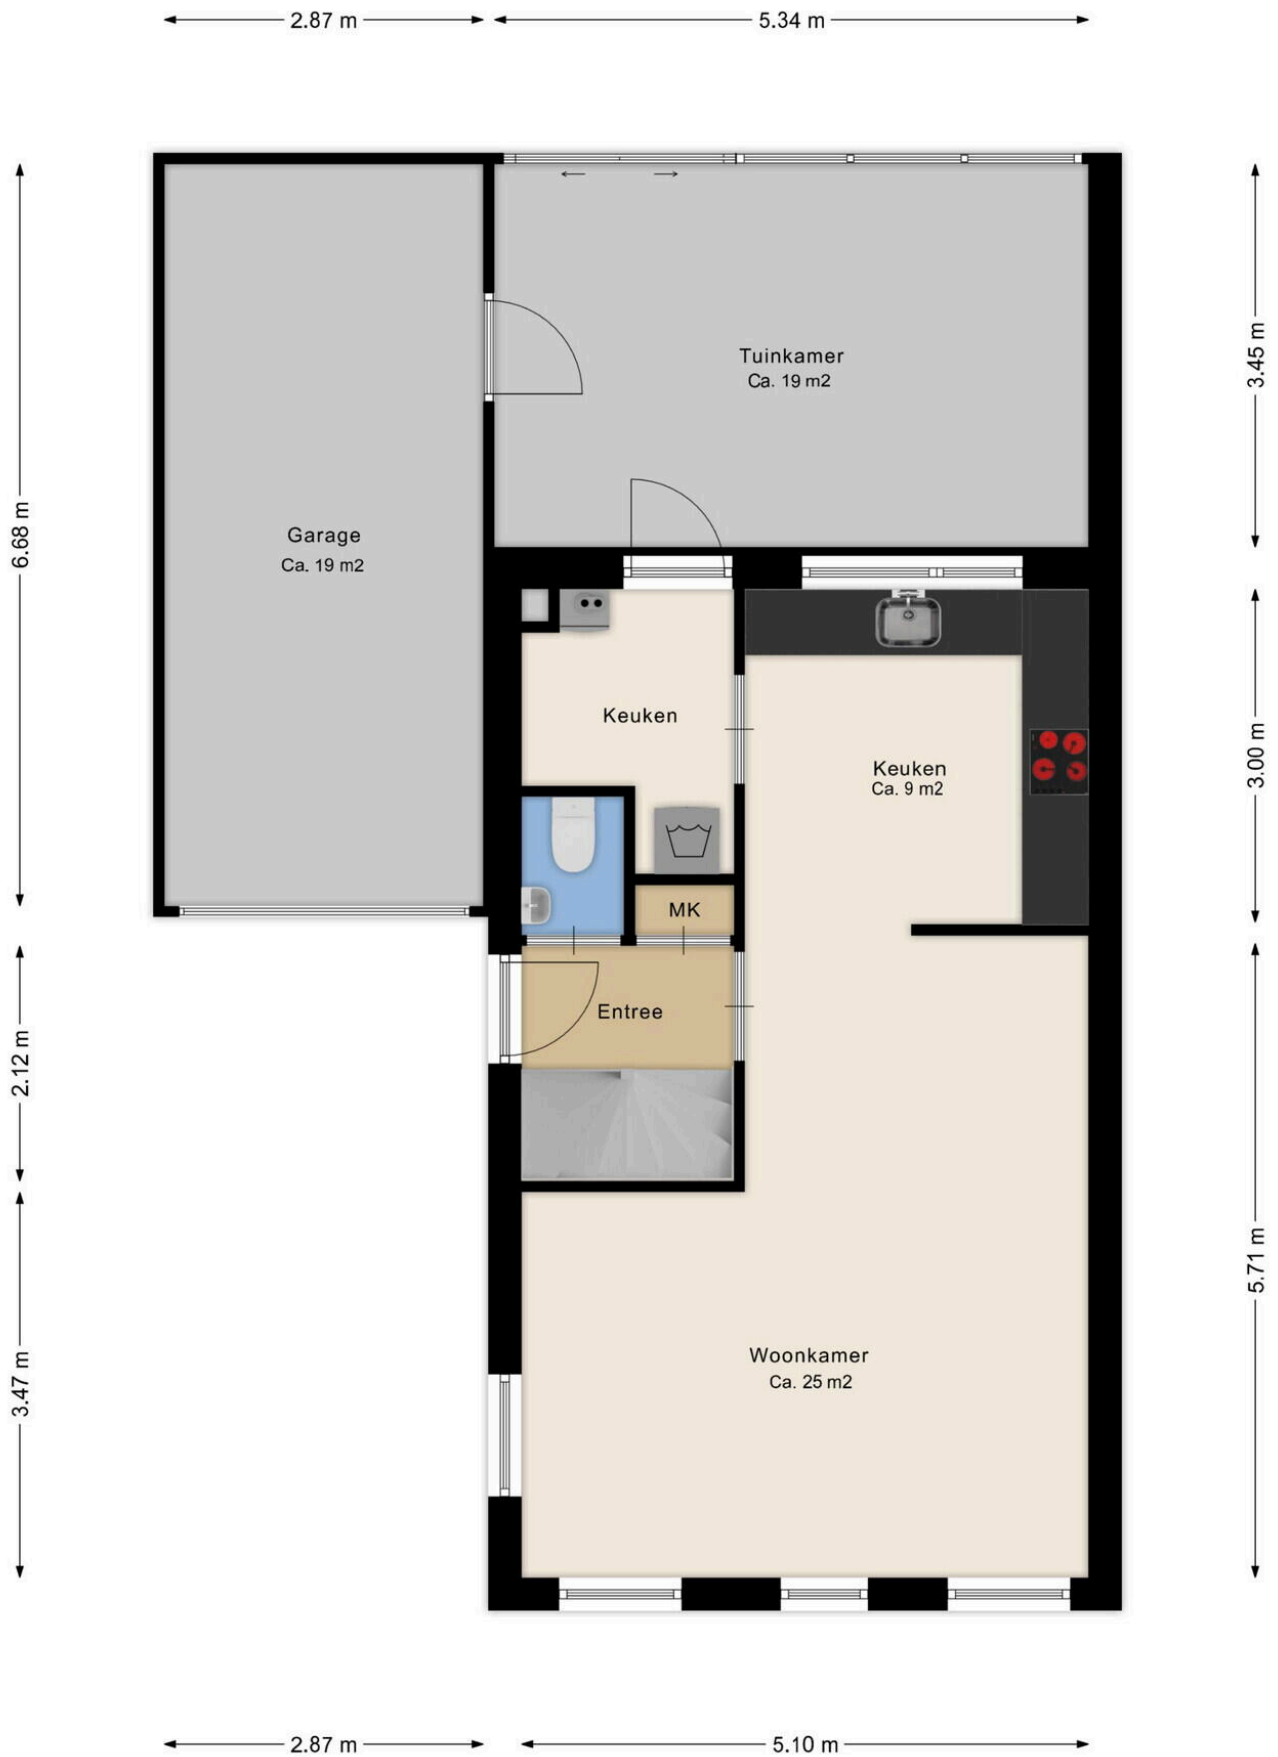 2.87 m
5.34 m
Tuinkamer
Ca. 19 m2
3.45 m
6.68 m
Garage
Ca. 19 m2
Keuken
Keuken
Ca. 9 m2
3.00 m
MK
Entree
2.12 m
Woonkamer
Ca. 25 m2
3.47 m
5.71 m
2.87 m
5.10 m